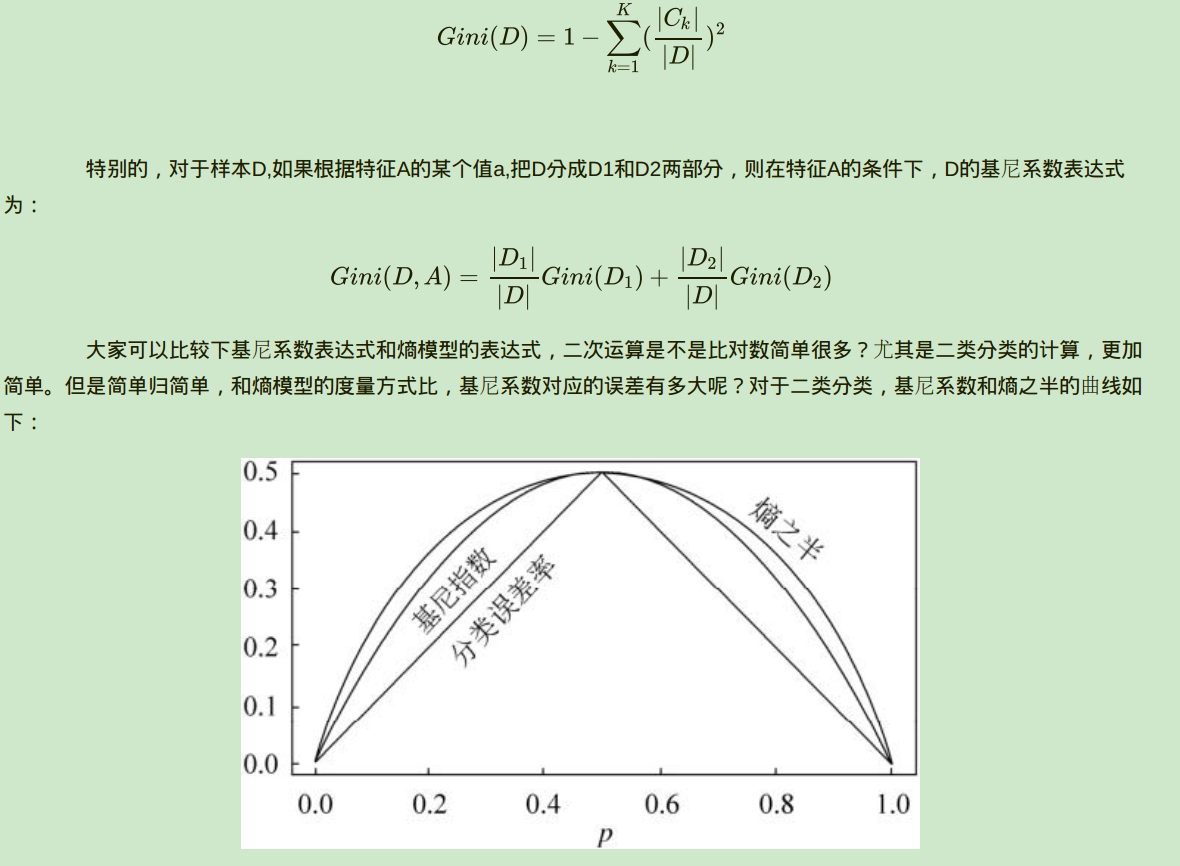 Gini(D) = 1 − ∑_{k=1}^{K} (|C_k|/|D|)^2
特别的，对于样本D,如果根据特征A的某个值a,把D分成D1和D2两部分，则在特征A的条件下，D的基尼系数表达式
为：
Gini(D, A) = |D_1|/|D| Gini(D_1) + |D_2|/|D| Gini(D_2)
大家可以比较下基尼系数表达式和熵模型的表达式，二次运算是不是比对数简单很多？尤其是二类分类的计算，更加
简单。但是简单归简单，和熵模型的度量方式比，基尼系数对应的误差有多大呢？对于二类分类，基尼系数和熵之半的曲线如
下：
0.5
0.4
0.3
0.2
0.1
0.0
熵之半
基尼指数
分类误差率
0.0 0.2 0.4 0.6 0.8 1.0
p